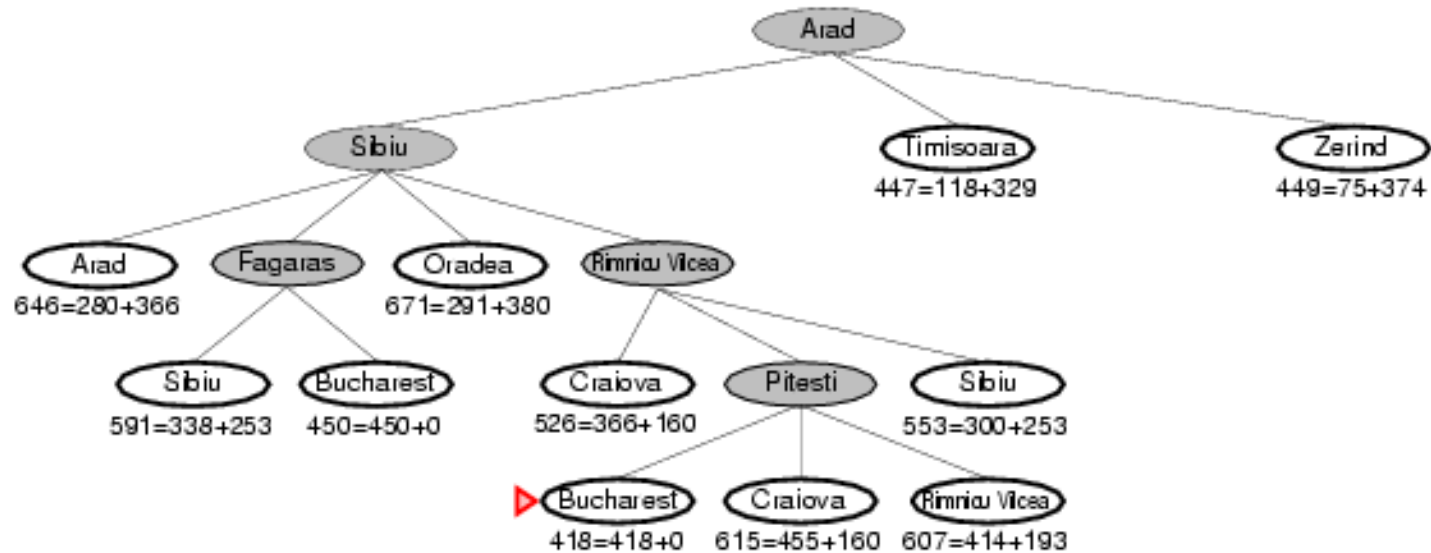 Arad
Sibiu
Timisoara
Zerind
447=118+329
449=75+374
Arad
Fagaras
Oradea
Rimnicu Vilcea
646=280+366
671=291+380
Sibiu
Bucharest
Craiova
Pitesti
Sibiu
591=338+253
450=450+0
526=366+160
553=300+253
Bucharest
Craiova
Rimnicu Vilcea
418=418+0
615=455+160
607=414+193